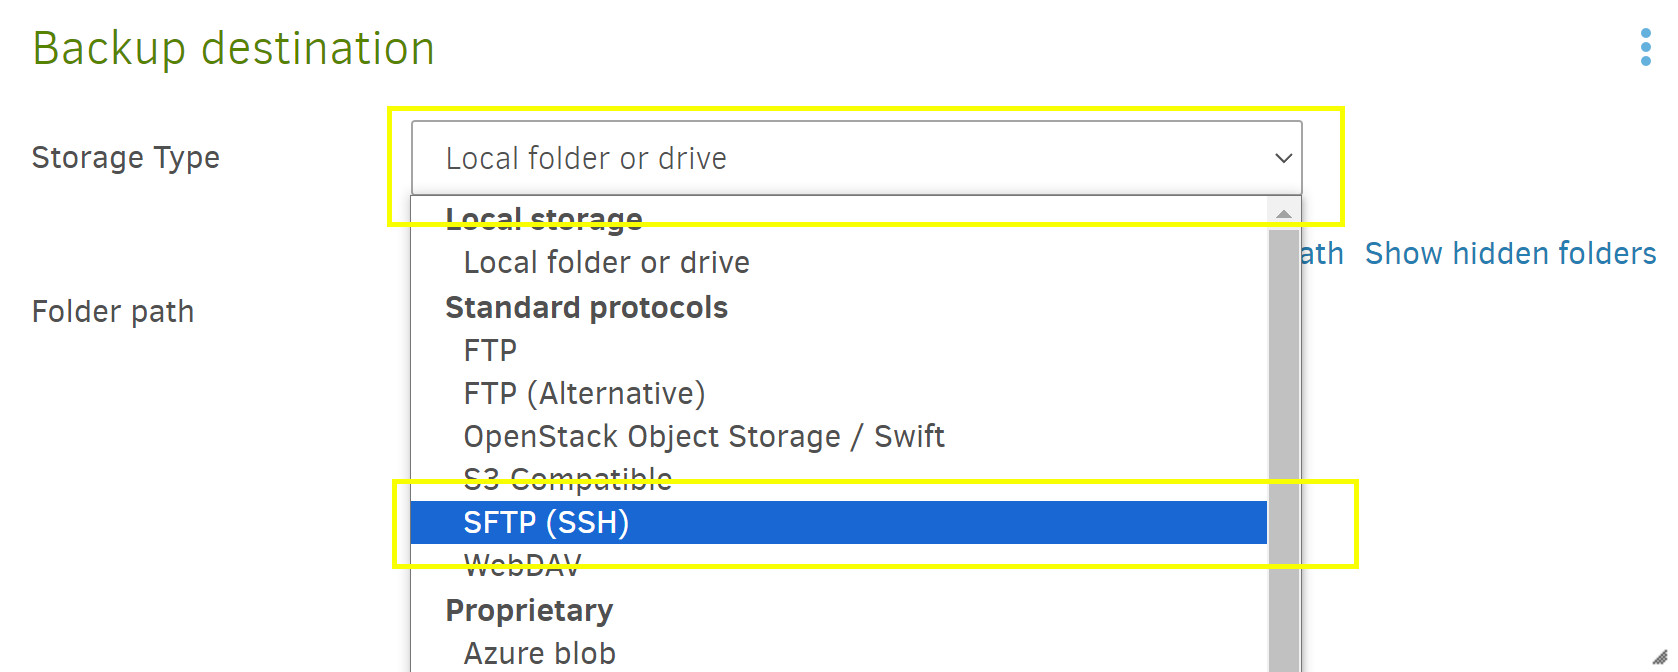 Backup destination
Storage Type
Local folder or drive
Local storage
Local folder or drive
Show hidden folders
Standard protocols
Folder path
FTP
FTP (Alternative)
OpenStack Object Storage / Swift
S3 Compatible
SFTP (SSH)
WebDAV
Proprietary
Azure blob